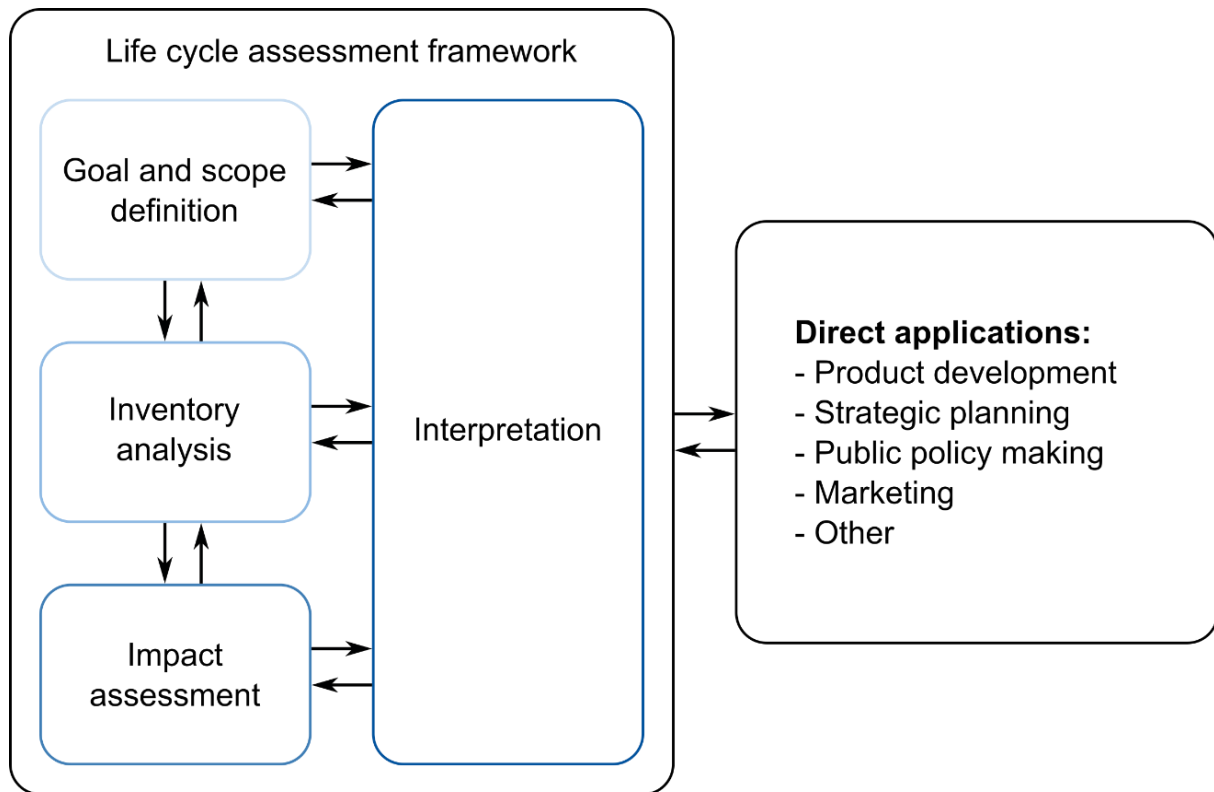 Life cycle assessment framework
Goal and scope
definition
Inventory
analysis
Impact
assessment
Interpretation
Direct applications:
- Product development
- Strategic planning
- Public policy making
- Marketing
- Other